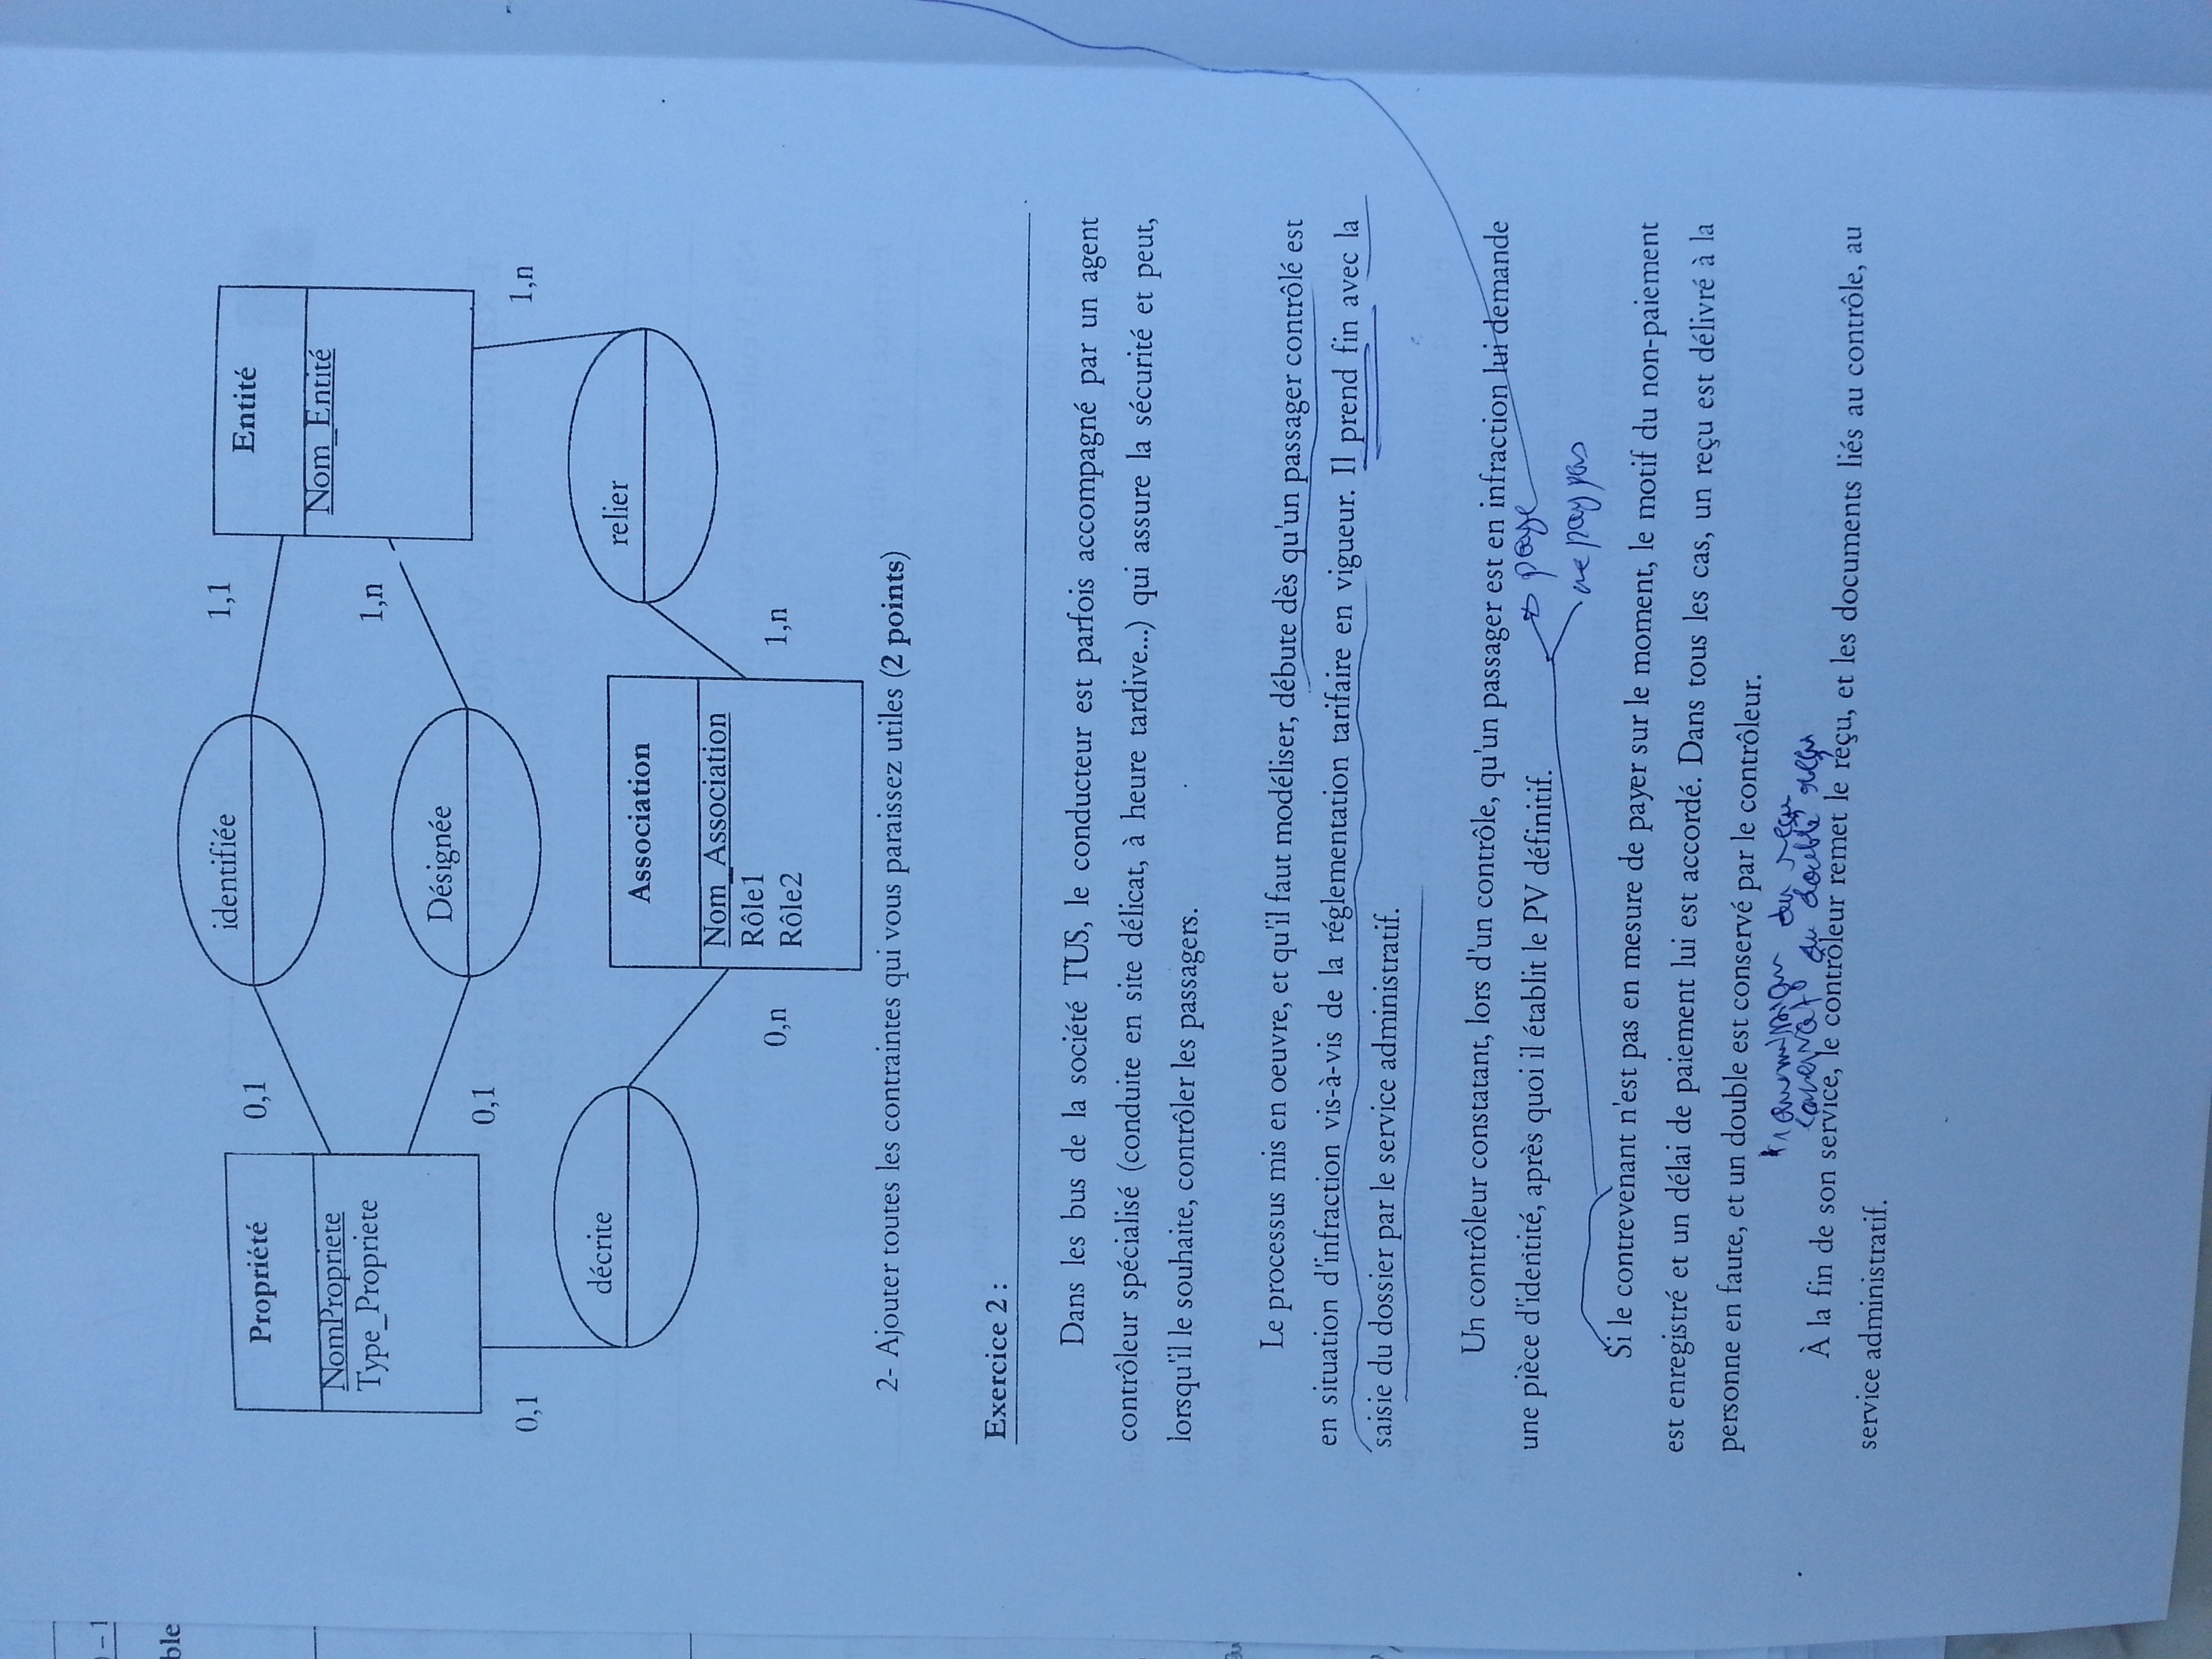 ) – 1
ble
identifiée
1,1
Propriété
0,1
Entité
NomPropriete
Type_Propriete
Nom_Entité
1,n
Désignée
0,1
0,1
1,n
décrite
relier
Association
Nom_Association
Rôle1
Rôle2
0,n
1,n
2- Ajouter toutes les contraintes qui vous paraissez utiles (2 points)
Exercice 2 :
Dans les bus de la société TUS, le conducteur est parfois accompagné par un agent
contrôleur spécialisé (conduite en site délicat, à heure tardive...) qui assure la sécurité et peut,
lorsqu'il le souhaite, contrôler les passagers.
Le processus mis en oeuvre, et qu'il faut modéliser, débute dès qu'un passager contrôlé est
en situation d'infraction vis-à-vis de la réglementation tarifaire en vigueur. Il prend fin avec la
saisie du dossier par le service administratif.
Un contrôleur constatant, lors d'un contrôle, qu'un passager est en infraction lui demande
une pièce d'identité, après quoi il établit le PV définitif.
paye
ne pay pas
Si le contrevenant n'est pas en mesure de payer sur le moment, le motif du non-paiement
est enregistré et un délai de paiement lui est accordé. Dans tous les cas, un reçu est délivré à la
personne en faute, et un double est conservé par le contrôleur.
transmission du reçu
du double reçu
À la fin de son service, le contrôleur remet le reçu, et les documents liés au contrôle, au
service administratif.